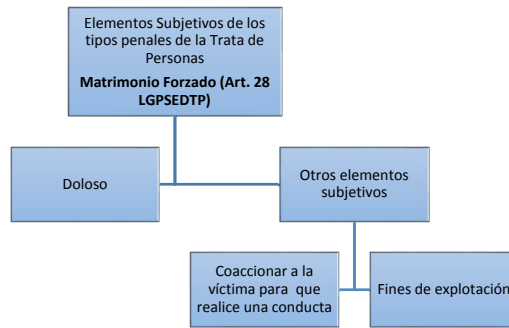 Elementos Subjetivos de los
tipos penales de la Trata de
Personas
Matrimonio Forzado (Art. 28
LGPSEDTP)
Doloso
Otros elementos
subjetivos
Coaccionar a la
víctima para que
realice una conducta
Fines de explotación